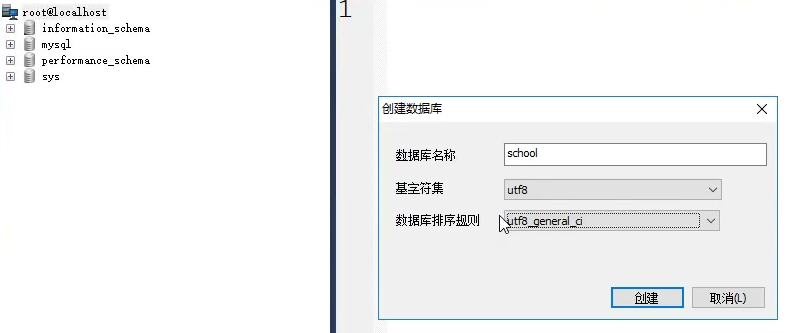 root@localhost
information_schema
mysql
performance_schema
sys
1
创建数据库
数据库名称
school
基字符集
utf8
数据库排序规则
utf8_general_ci
创建
取消(L)